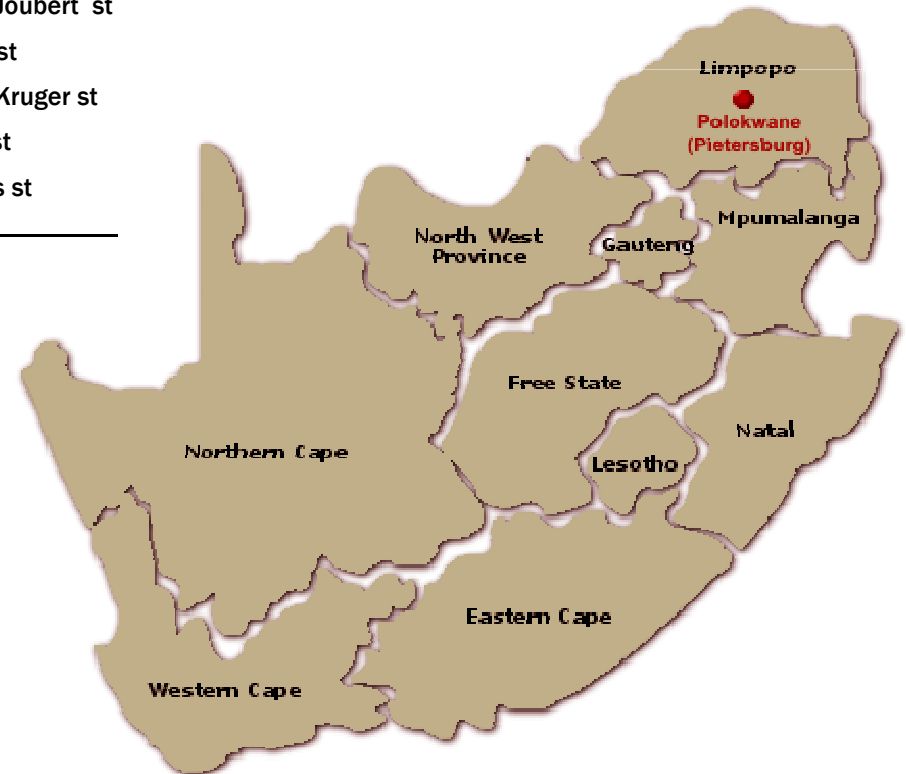 Joubert st
st
Kruger st
st
s st
Limpopo
Polokwane
(Pietersburg)
Mpumalanga
North West
Province
Gauteng
Free State
Natal
Northern Cape
Lesotho
Eastern Cape
Western Cape